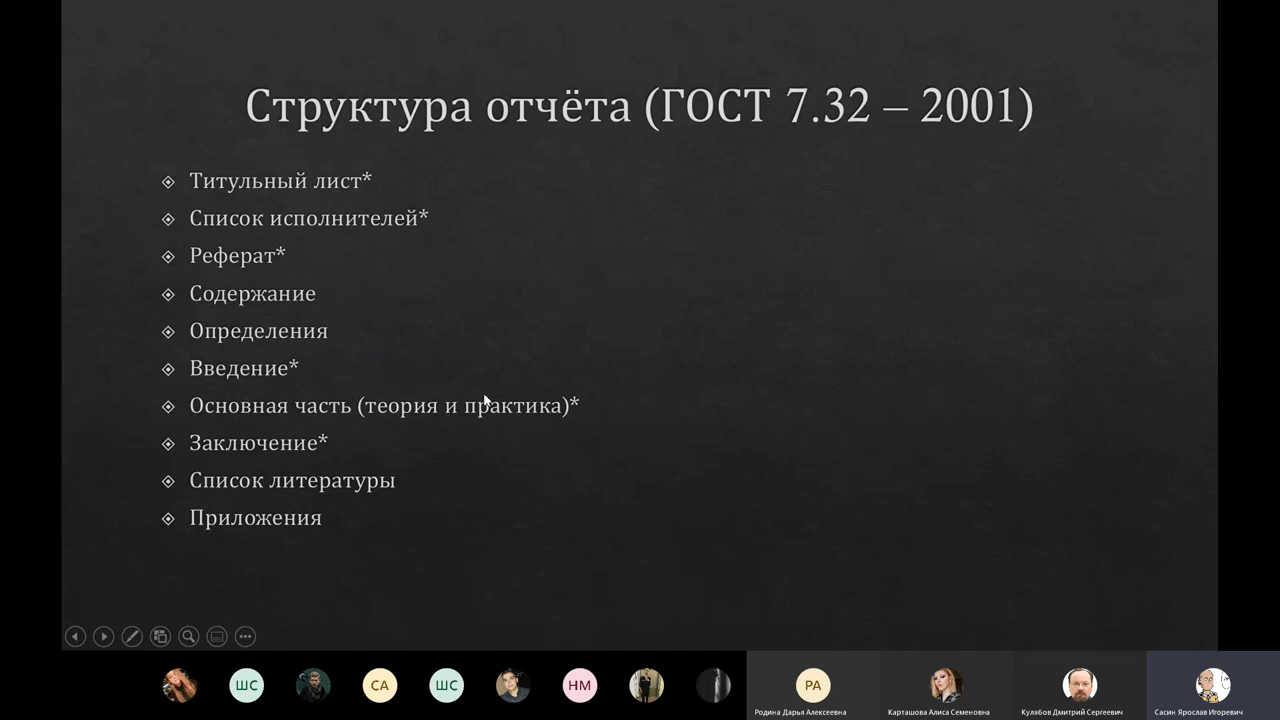 Структура отчёта (ГОСТ 7.32 – 2001)
Титульный лист*
Список исполнителей*
Реферат*
Содержание
Определения
Введение*
Основная часть (теория и практика)*
Заключение*
Список литературы
Приложения
ШС
СА
ШС
НМ
РА
Родина Дарья Алексеевна
Карташова Алиса Семеновна
Кулябов Дмитрий Сергеевич
Сасин Ярослав Игоревич